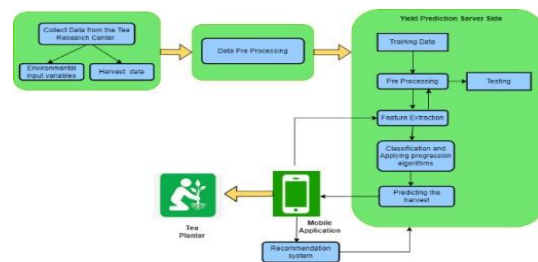 Collect Data from the Tea
Research Center
Environmental
input variables
Harvest data
Data Pre Processing
Yield Prediction Server Side
Training Data
Pre Processing
Testing
Feature Extraction
Classification and
Applying progression
algorithms
Predicting the
harvest
Tea
Planter
Mobile
Application
Recommendation
system